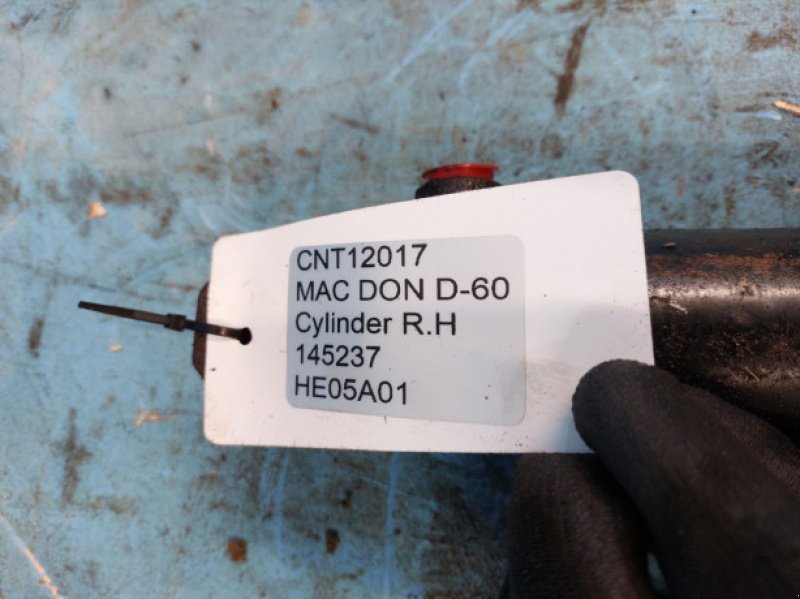 CNT12017
MAC DON D-60
Cylinder R.H
145237
HE05A01